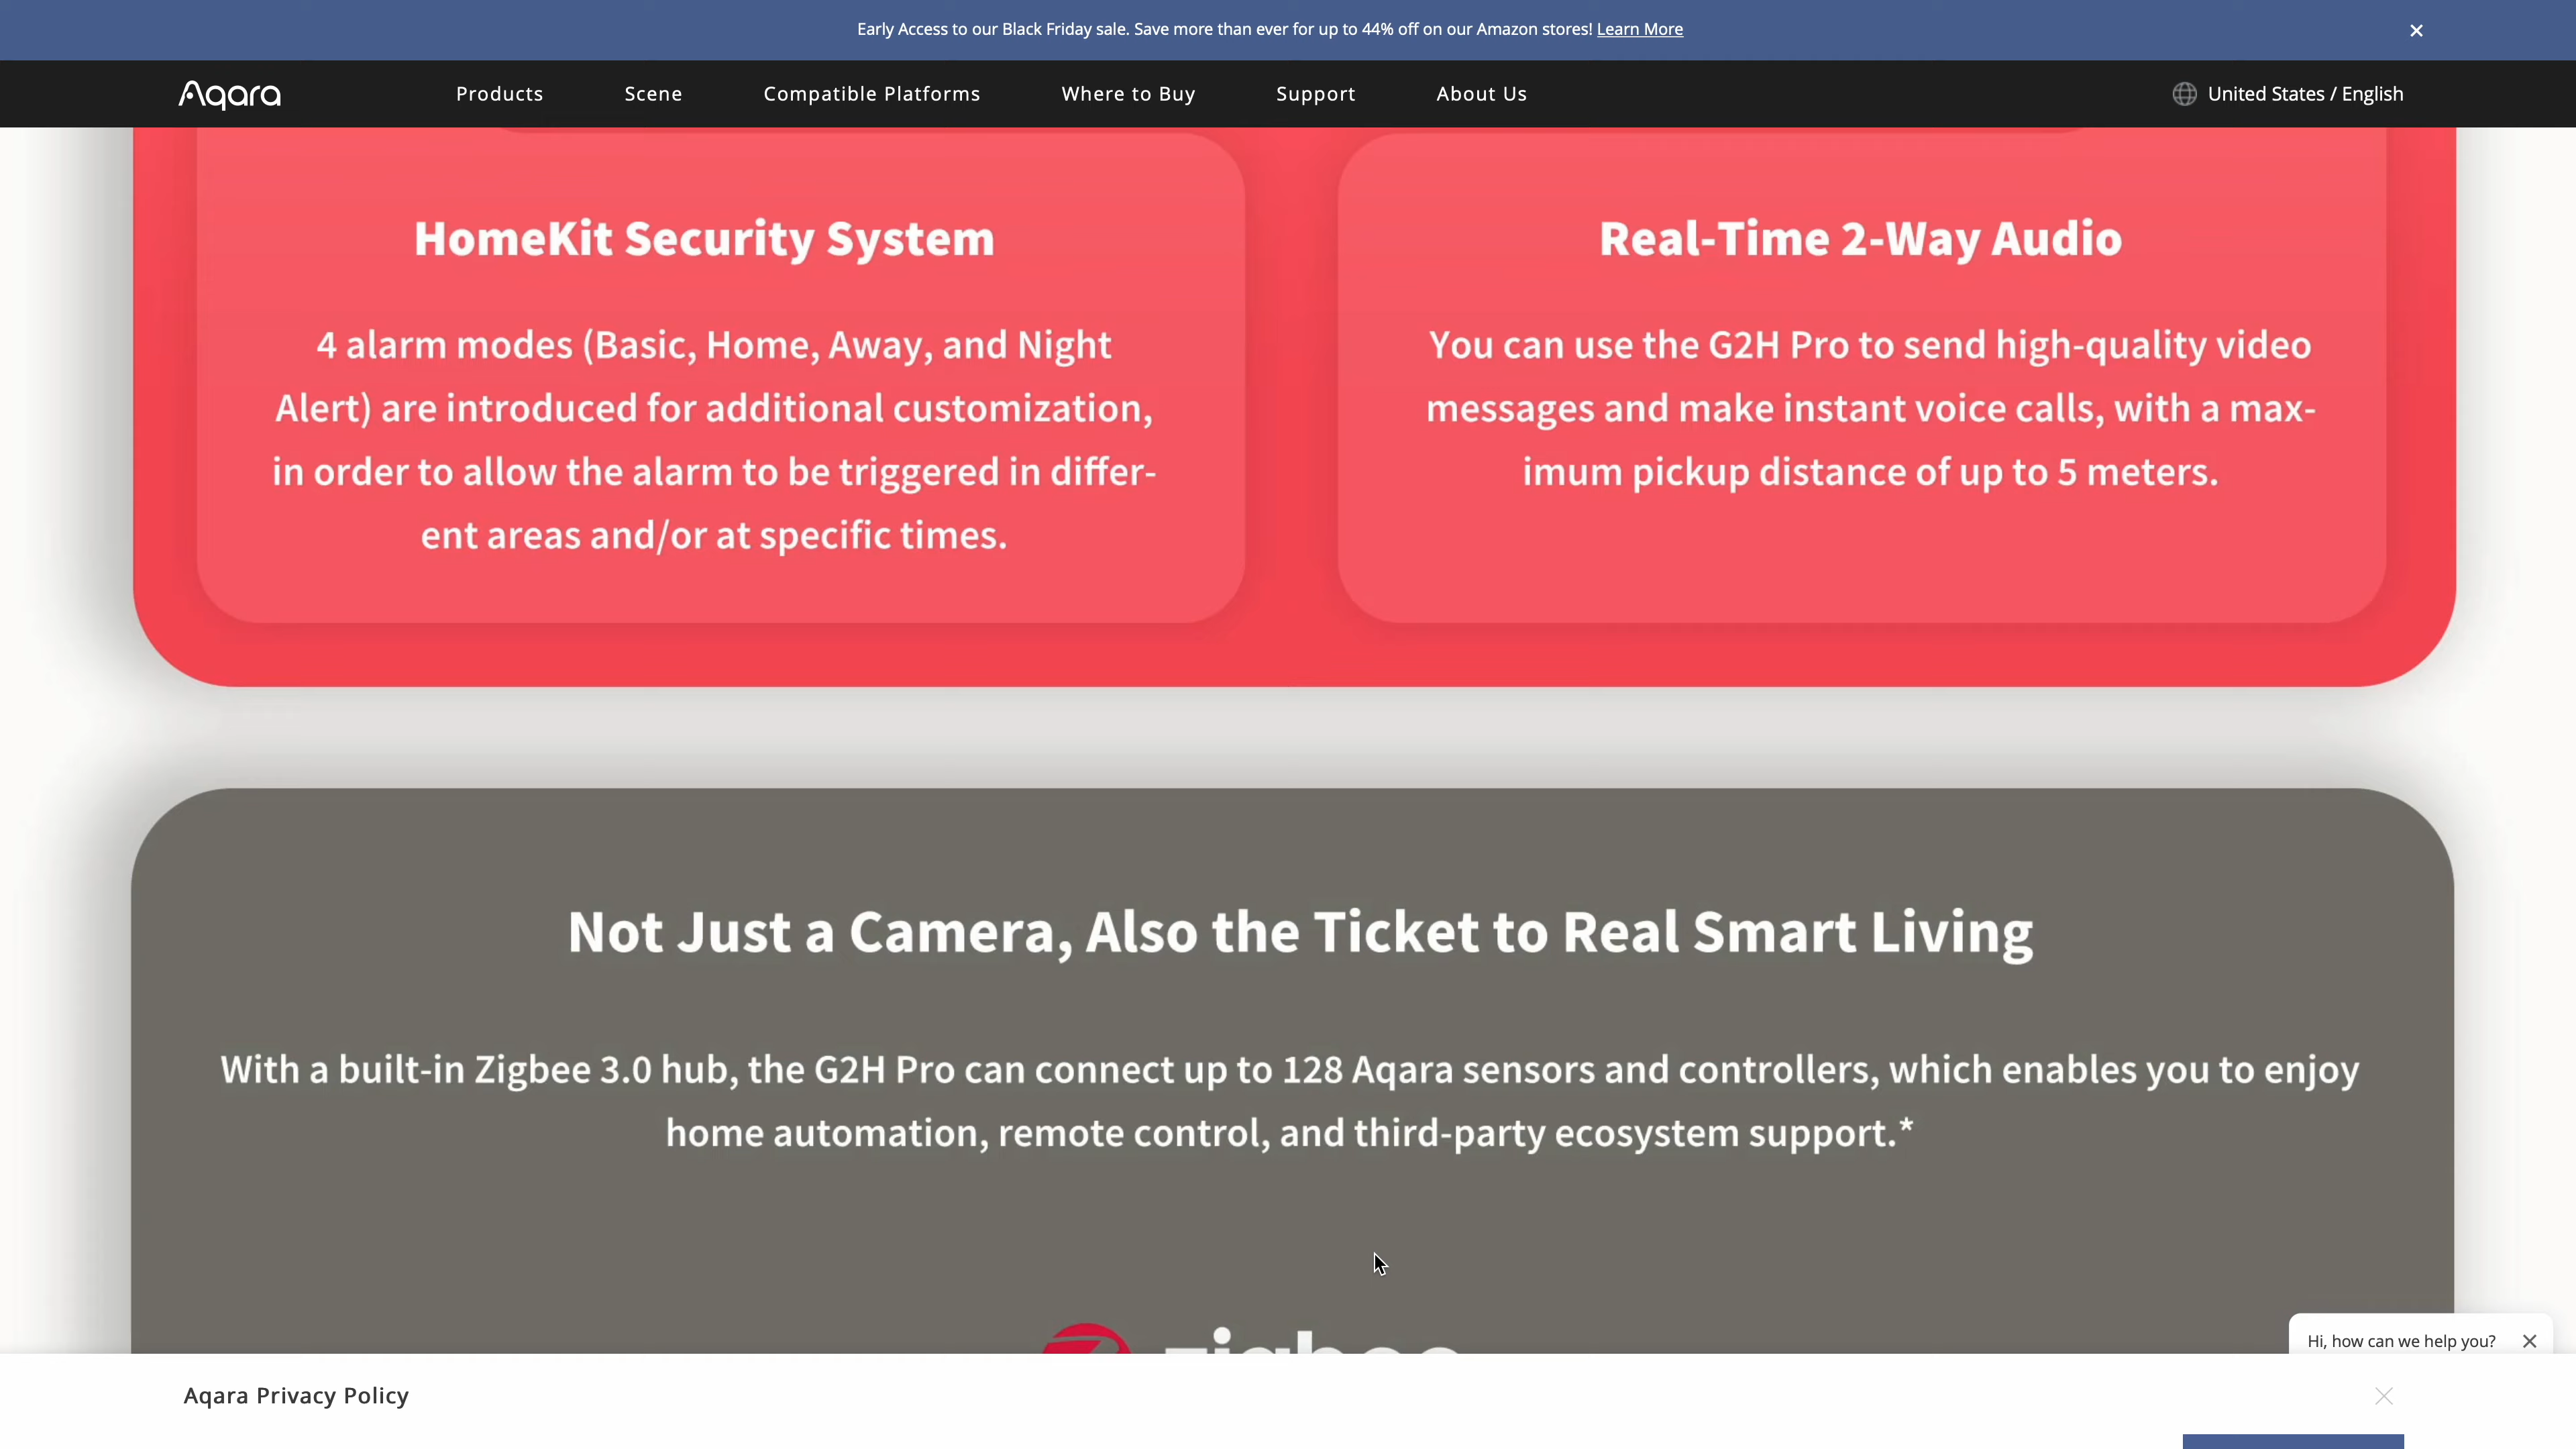 Early Access to our Black Friday sale. Save more than ever for up to 44% off on our Amazon stores! Learn More
Aqara
Products
Scene
Compatible Platforms
Where to Buy
Support
About Us
United States / English
HomeKit Security System
4 alarm modes (Basic, Home, Away, and Night
Alert) are introduced for additional customization,
in order to allow the alarm to be triggered in differ-
ent areas and/or at specific times.
Real-Time 2-Way Audio
You can use the G2H Pro to send high-quality video
messages and make instant voice calls, with a max-
imum pickup distance of up to 5 meters.
Not Just a Camera, Also the Ticket to Real Smart Living
With a built-in Zigbee 3.0 hub, the G2H Pro can connect up to 128 Aqara sensors and controllers, which enables you to enjoy
home automation, remote control, and third-party ecosystem support.*
zigbee
Hi, how can we help you?
Aqara Privacy Policy